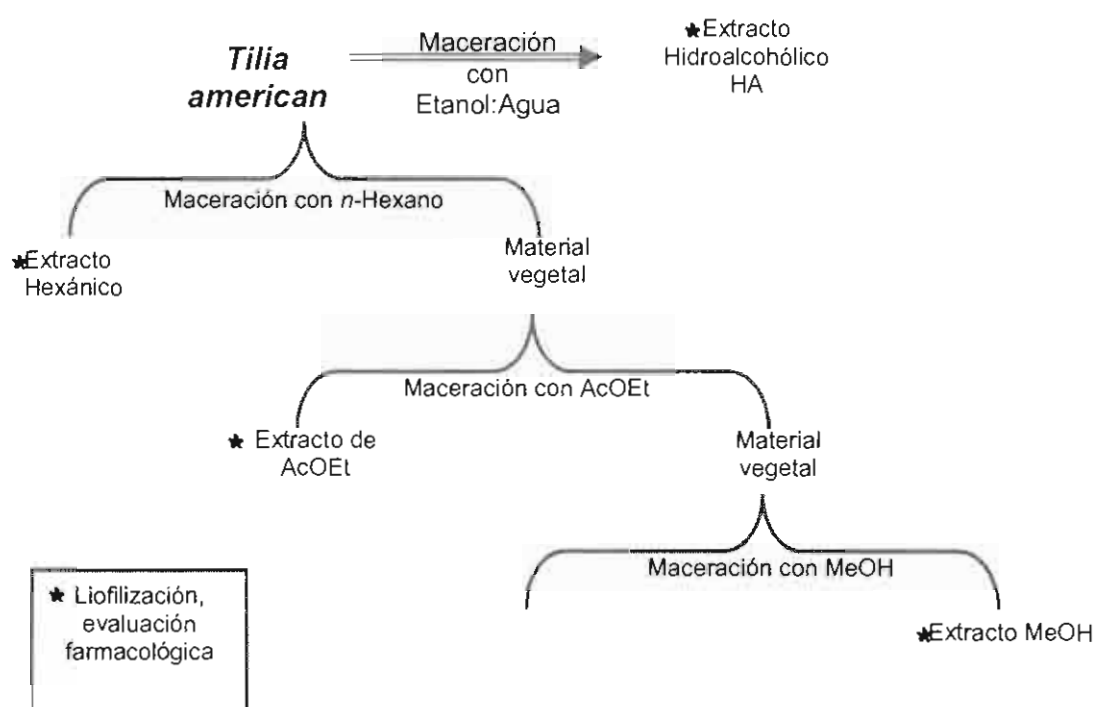 Tilia
american
Maceración
con
Etanol:Agua
★Extracto
Hidroalcohólico
HA
Maceración con n-Hexano
★Extracto
Hexánico
Material
vegetal
Maceración con AcOEt
★ Extracto de
AcOEt
Material
vegetal
Maceración con MeOH
★Extracto MeOH
★ Liofilización,
evaluación
farmacológica